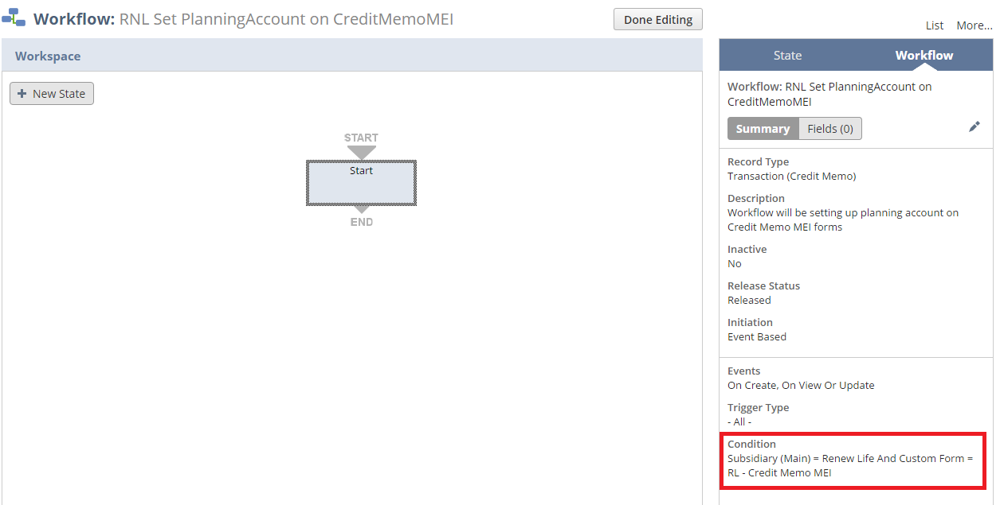 Workflow: RNL Set PlanningAccount on CreditMemoMEI
Done Editing
List More...
Workspace
+ New State
START
Start
END
State Workflow
Workflow: RNL Set PlanningAccount on
CreditMemoMEI
Summary Fields (0)
Record Type
Transaction (Credit Memo)
Description
Workflow will be setting up planning account on
Credit Memo MEI forms
Inactive
No
Release Status
Released
Initiation
Event Based
Events
On Create, On View Or Update
Trigger Type
- All -
Condition
Subsidiary (Main) = Renew Life And Custom Form =
RL - Credit Memo MEI